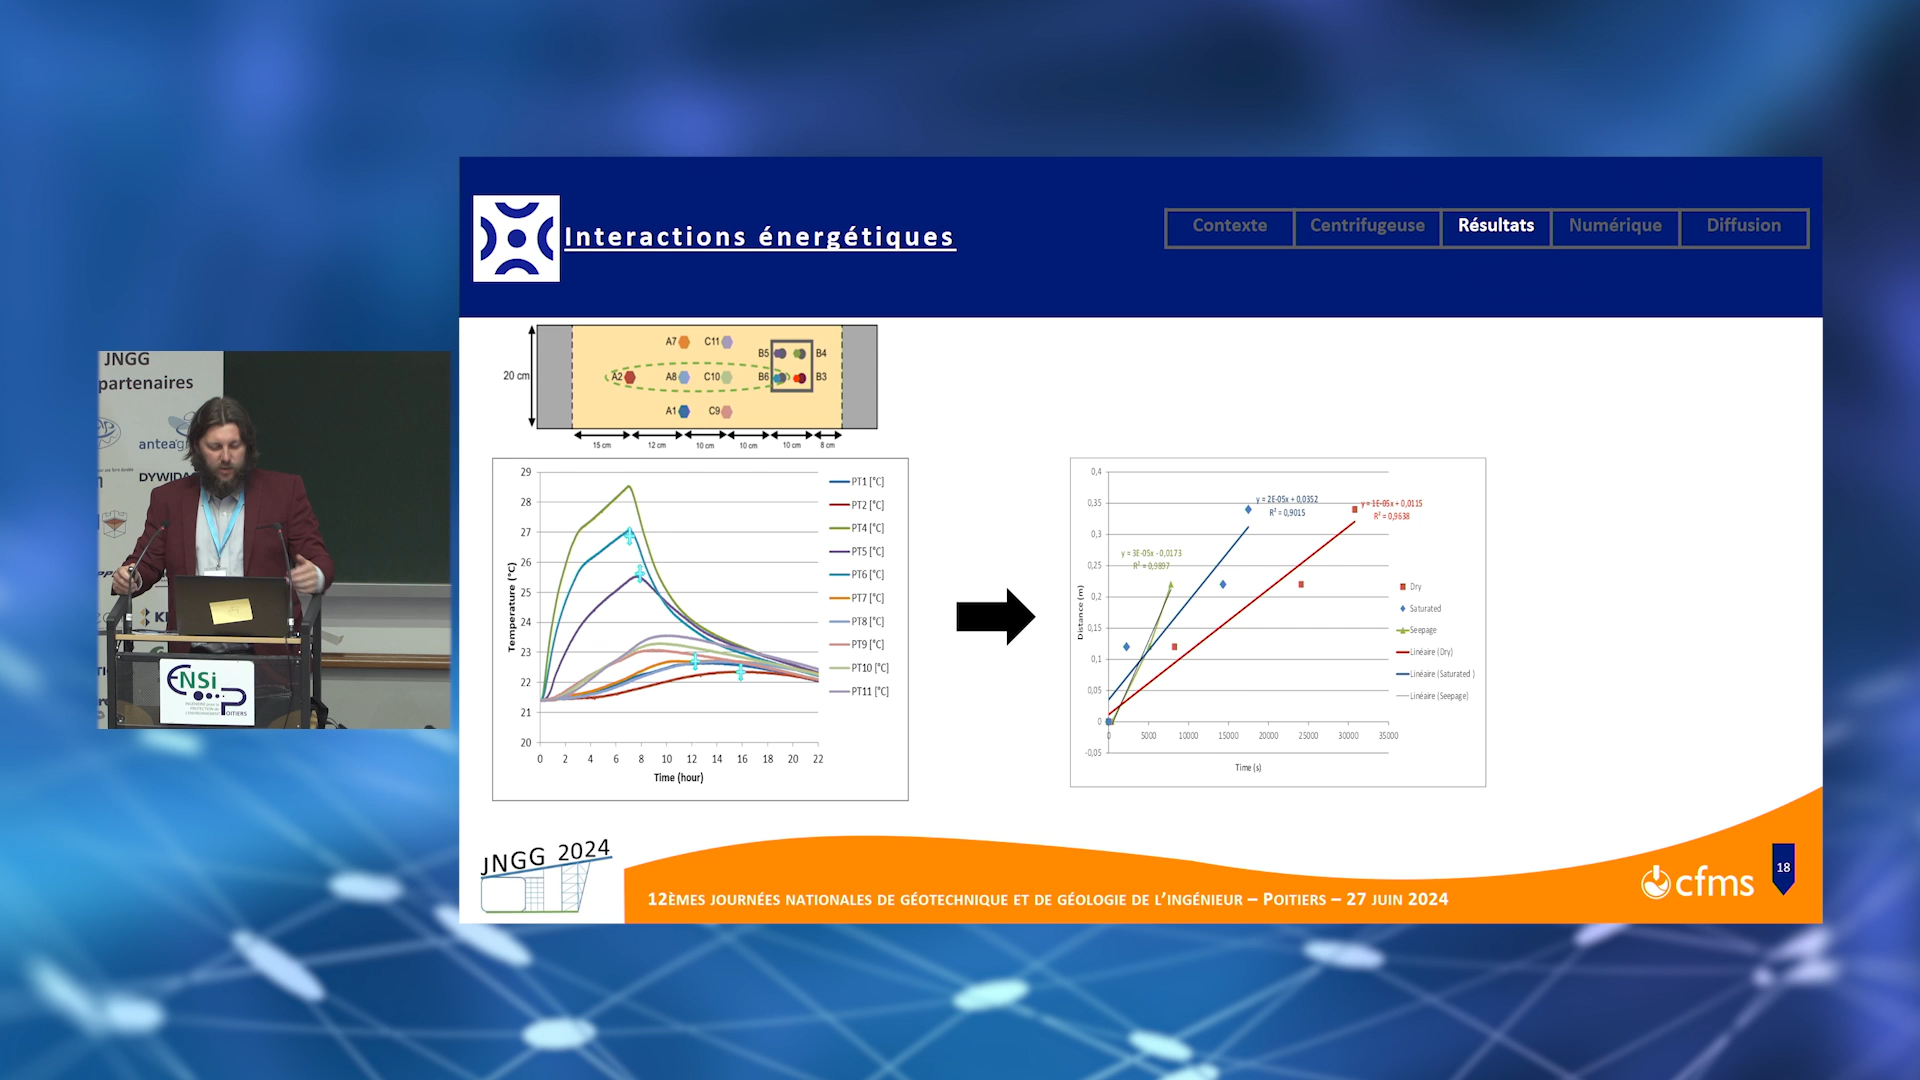 JNGG
partenaires
antea
DYWIDA
ENSi
POITIERS
Interactions énergétiques
Contexte
Centrifugeuse
Résultats
Numérique
Diffusion
20 cm
A7
C11
B5
B4
A2
A8
C10
B6
B3
A1
C9
15 cm
12 cm
10 cm
10 cm
10 cm
8 cm
29
28
27
26
25
24
23
22
21
20
Temperature (°C)
0 2 4 6 8 10 12 14 16 18 20 22
Time (hour)
PT1 [°C]
PT2 [°C]
PT4 [°C]
PT5 [°C]
PT6 [°C]
PT7 [°C]
PT8 [°C]
PT9 [°C]
PT10 [°C]
PT11 [°C]
0,4
0,35
0,3
0,25
0,2
0,15
0,1
0,05
0
-0,05
Distance (m)
0 5000 10000 15000 20000 25000 30000 35000
Time (s)
y = 3E-05x - 0,0173
R² = 0,9897
y = 2E-05x + 0,0352
R² = 0,9015
y = 1E-05x + 0,0115
R² = 0,9638
Dry
Saturated
Seepage
Linéaire (Dry)
Linéaire (Saturated )
Linéaire (Seepage)
JNGG 2024
12ÈMES JOURNÉES NATIONALES DE GÉOTECHNIQUE ET DE GÉOLOGIE DE L'INGÉNIEUR – POITIERS – 27 JUIN 2024
cfms
18